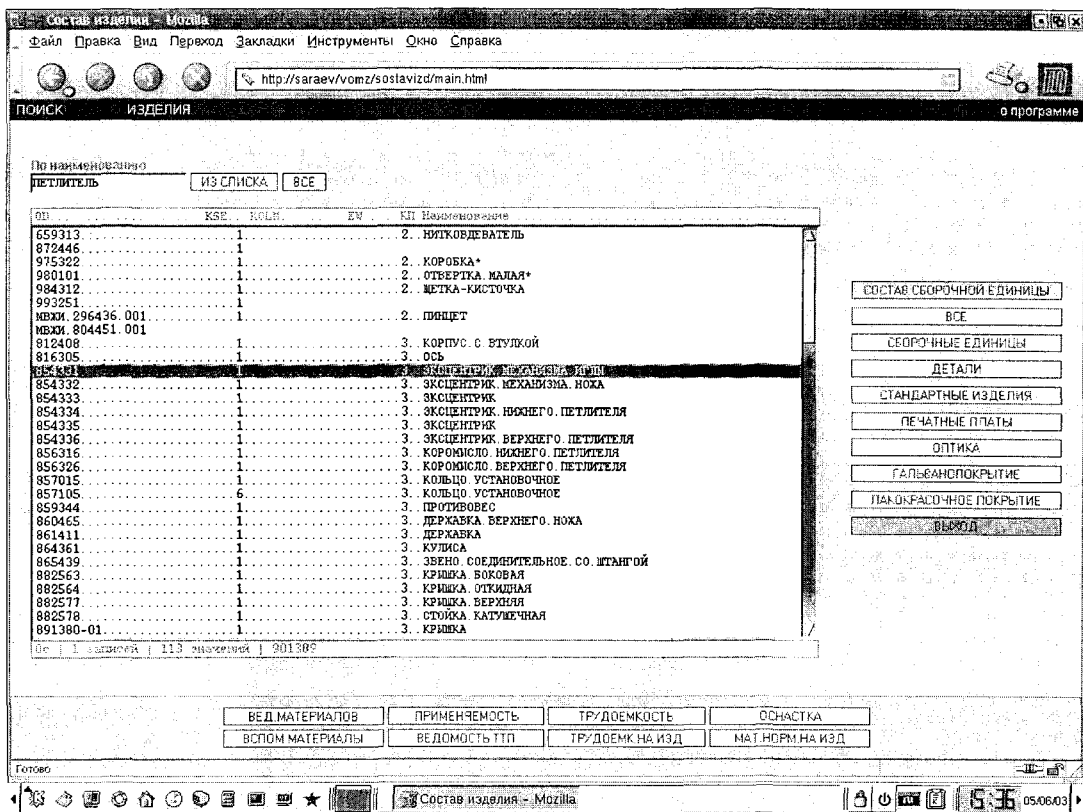 Состав изделия - Mozilla
Файл Правка Вид Переход Закладки Инструменты Окно Справка
http://saraev/vomz/sostavizd/main.html
ПОИСК ИЗДЕЛИЯ о программе
По наименованию
ПЕТЛИТЕЛЬ ИЗ СПИСКА ВСЕ
KSE.. KOLM. КП Наименование
659313 1 2..НИТКОВДЕВАТЕЛЬ
872446 1
975322 1 2..КОРОБКА*
980101 1 2..ОТВЕРТКА.МАЛАЯ*
984312 1 2..ЩЕТКА-КИСТОЧКА
993251 1
МВЖИ.296436.001 1 2..ПИНЦЕТ
МВЖИ.804451.001
812408 1 3..КОРПУС.С.ВТУЛКОЙ
816305 1 3..ОСЬ
854331 1 3..ЭКСЦЕНТРИК.МЕХАНИЗМА.ИГЛЫ
854332 1 3..ЭКСЦЕНТРИК.МЕХАНИЗМА.НОЖА
854333 1 3..ЭКСЦЕНТРИК
854334 1 3..ЭКСЦЕНТРИК.НИЖНЕГО.ПЕТЛИТЕЛЯ
854335 1 3..ЭКСЦЕНТРИК
854336 1 3..ЭКСЦЕНТРИК.ВЕРХНЕГО.ПЕТЛИТЕЛЯ
856316 1 3..КОРОМЫСЛО.НИЖНЕГО.ПЕТЛИТЕЛЯ
856326 1 3..КОРОМЫСЛО.ВЕРХНЕГО.ПЕТЛИТЕЛЯ
857015 1 3..КОЛЬЦО.УСТАНОВОЧНОЕ
857105 6 3..КОЛЬЦО.УСТАНОВОЧНОЕ
859344 1 3..ПРОТИВОВЕС
860465 1 3..ДЕРЖАВКА.ВЕРХНЕГО.НОЖА
861411 1 3..ДЕРЖАВКА
864361 1 3..КУЛИСА
865439 1 3..ЗВЕНО.СОЕДИНИТЕЛЬНОЕ.СО.ШТАНГОЙ
882563 1 3..КРЫШКА.БОКОВАЯ
882564 1 3..КРЫШКА.ОТКИДНАЯ
882577 1 3..КРЫШКА.ВЕРХНЯЯ
882578 1 3..СТОЙКА.КАТУШЕЧНАЯ
891380-01 1 3..КРЫШКА
0с | 1 записей | 113 значений | 901389
СОСТАВ СБОРОЧНОЙ ЕДИНИЦЫ
ВСЕ
СБОРОЧНЫЕ ЕДИНИЦЫ
ДЕТАЛИ
СТАНДАРТНЫЕ ИЗДЕЛИЯ
ПЕЧАТНЫЕ ПЛАТЫ
ОПТИКА
ГАЛЬВАНОПОКРЫТИЕ
ЛАКОКРАСОЧНОЕ ПОКРЫТИЕ
ВЫХОД
ВЕД.МАТЕРИАЛОВ ПРИМЕНЯЕМОСТЬ ТРУДОЕМКОСТЬ ОСНАСТКА
ВСПОМ.МАТЕРИАЛЫ ВЕДОМОСТЬ ТТП ТРУДОЕМК.НА ИЗД МАТ.НОРМ.НА ИЗД
Готово
Состав изделия - Mozilla 15:36 05/06/03